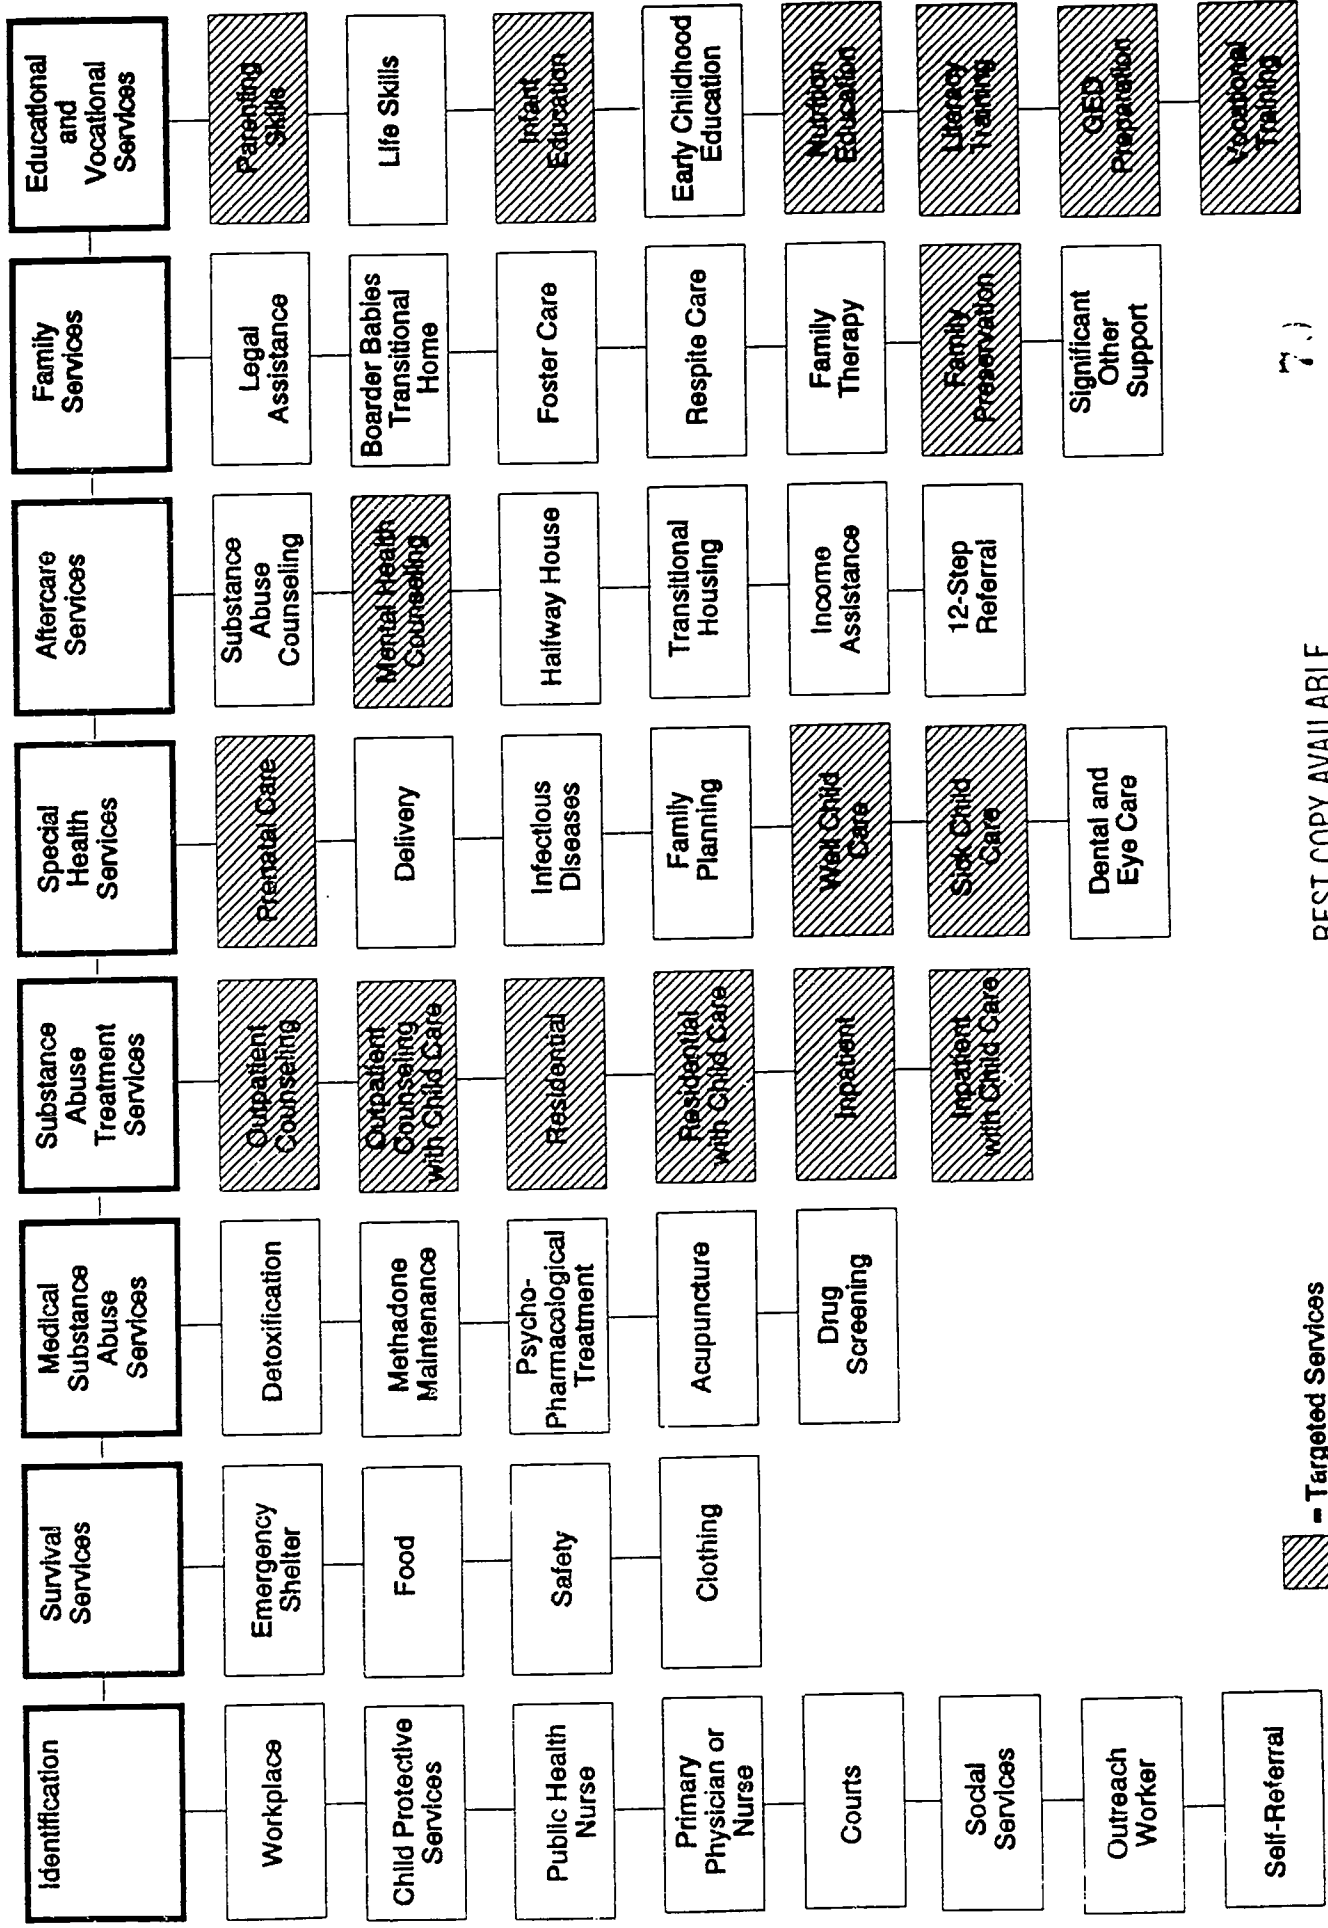 Identification
Workplace
Child Protective
Services
Public Health
Nurse
Primary
Physician or
Nurse
Courts
Social
Services
Outreach
Worker
Self-Referral
Survival
Services
Emergency
Shelter
Food
Safety
Clothing
Medical
Substance
Abuse
Services
Detoxification
Methadone
Maintenance
Psycho-
Pharmacological
Treatment
Acupuncture
Drug
Screening
Substance
Abuse
Treatment
Services
Outpatient
Counseling
Outpatient
Counseling
with Child Care
Residential
Residential
with Child Care
Inpatient
Inpatient
with Child Care
Special
Health
Services
Prenatal Care
Delivery
Infectious
Diseases
Family
Planning
Well Child
Care
Sick Child
Care
Dental and
Eye Care
Aftercare
Services
Substance
Abuse
Counseling
Mental Health
Counseling
Halfway House
Transitional
Housing
Income
Assistance
12-Step
Referral
Family
Services
Legal
Assistance
Boarder Babies
Transitional
Home
Foster Care
Respite Care
Family
Therapy
Family
Preservation
Significant
Other
Support
Educational
and
Vocational
Services
Parenting
Skills
Life Skills
Infant
Education
Early Childhood
Education
Nutrition
Education
Literacy
Training
GED
Preparation
Vocational
Training
= Targeted Services
BEST COPY AVAILABLE